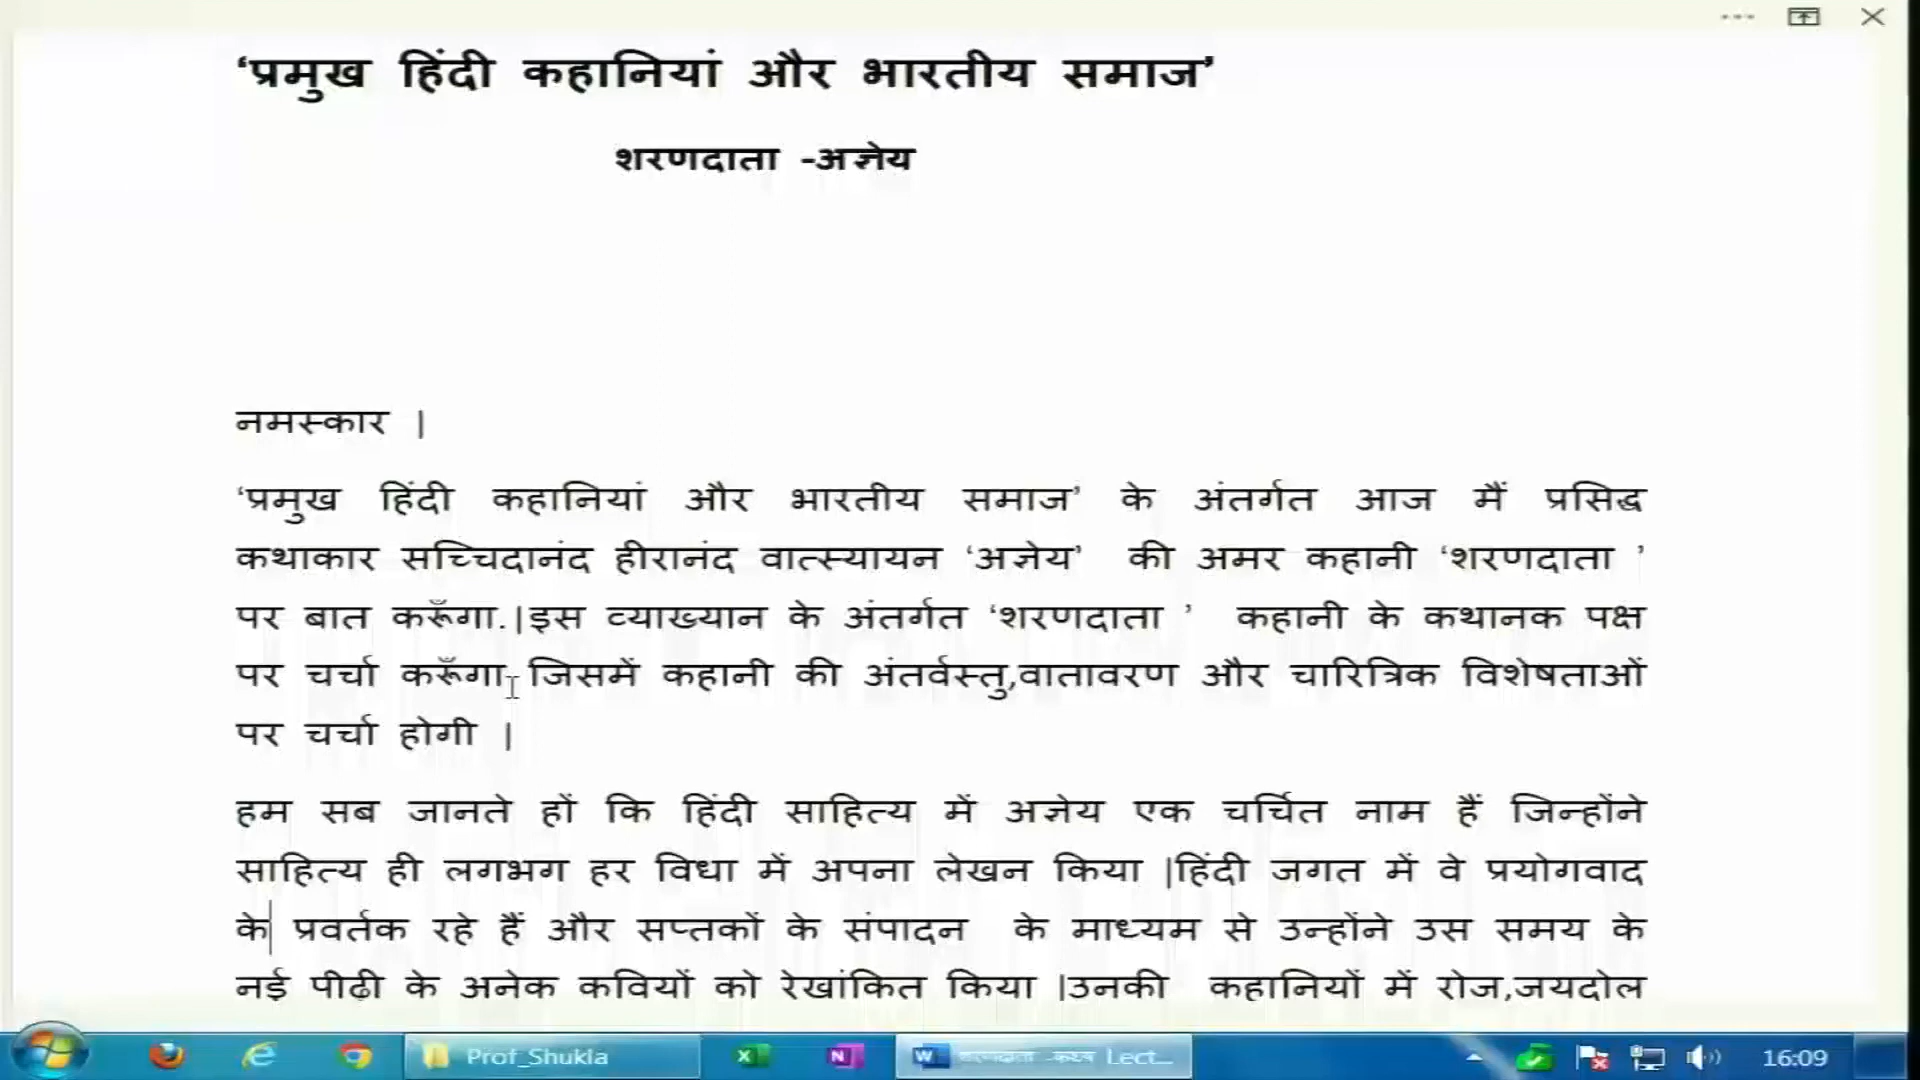 ‘प्रमुख हिंदी कहानियां और भारतीय समाज’
शरणदाता -अज्ञेय
नमस्कार |
‘प्रमुख हिंदी कहानियां और भारतीय समाज’ के अंतर्गत आज मैं प्रसिद्ध
कथाकार सच्चिदानंद हीरानंद वात्स्यायन ‘अज्ञेय’ की अमर कहानी ‘शरणदाता ’
पर बात करूँगा.|इस व्याख्यान के अंतर्गत ‘शरणदाता ’ कहानी के कथानक पक्ष
पर चर्चा करूँगा जिसमें कहानी की अंतर्वस्तु,वातावरण और चारित्रिक विशेषताओं
पर चर्चा होगी |
हम सब जानते हों कि हिंदी साहित्य में अज्ञेय एक चर्चित नाम हैं जिन्होंने
साहित्य ही लगभग हर विधा में अपना लेखन किया |हिंदी जगत में वे प्रयोगवाद
के प्रवर्तक रहे हैं और सप्तकों के संपादन के माध्यम से उन्होंने उस समय के
नई पीढ़ी के अनेक कवियों को रेखांकित किया |उनकी कहानियों में रोज,जयदोल
Prof_Shukla
शरणदाता Lect...
16:09